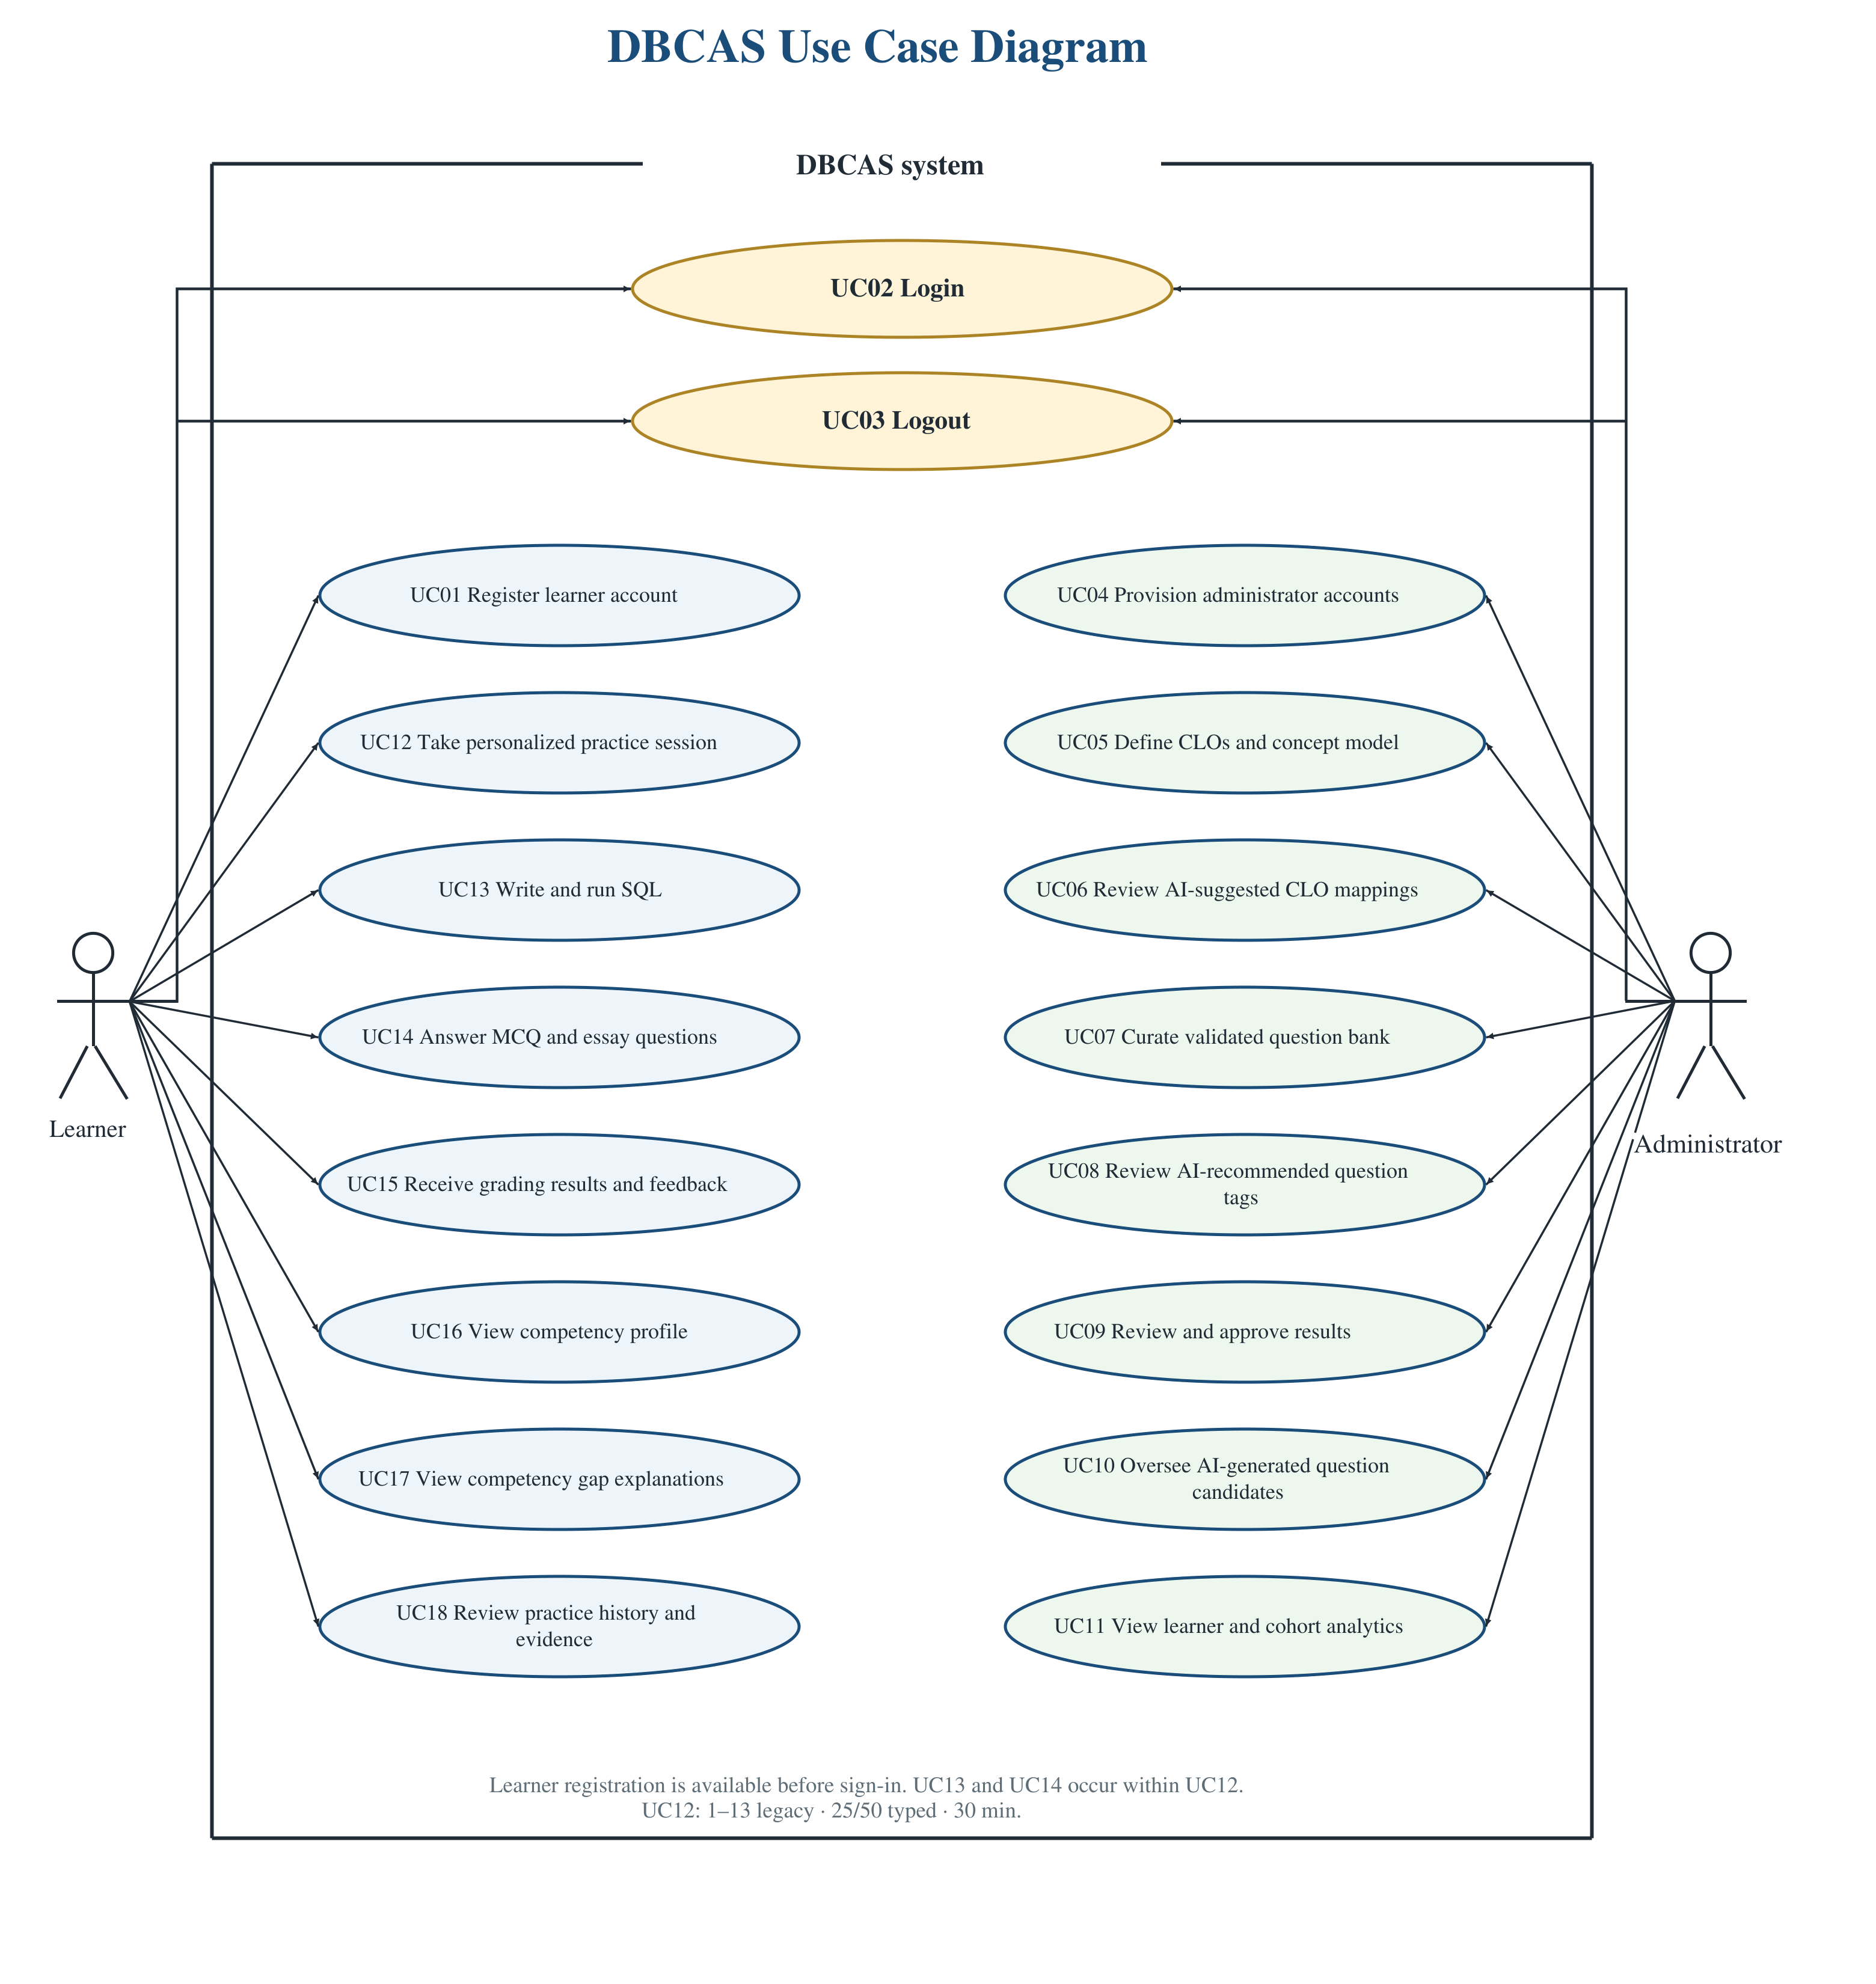 DBCAS Use Case Diagram
DBCAS system
UC02 Login
UC03 Logout
UC01 Register learner account
UC04 Provision administrator accounts
UC12 Take personalized practice session
UC05 Define CLOs and concept model
UC13 Write and run SQL
UC06 Review AI-suggested CLO mappings
UC14 Answer MCQ and essay questions
UC07 Curate validated question bank
Learner
Administrator
UC15 Receive grading results and feedback
UC08 Review AI-recommended question
tags
UC16 View competency profile
UC09 Review and approve results
UC17 View competency gap explanations
UC10 Oversee AI-generated question
candidates
UC18 Review practice history and
evidence
UC11 View learner and cohort analytics
Learner registration is available before sign-in. UC13 and UC14 occur within UC12.
UC12: 1–13 legacy · 25/50 typed · 30 min.